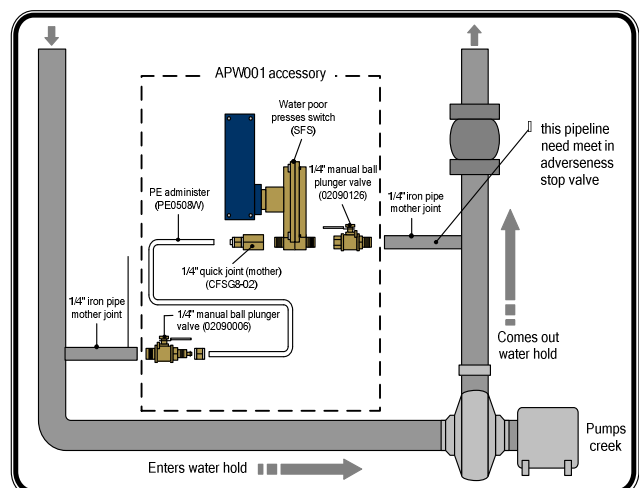 APW001 accessory
Water poor
presses switch
(SFS)
this pipeline
need meet in
adverseness
stop valve
1/4" manual ball
plunger valve
(02090126)
PE administer
(PE0508W)
1/4" iron pipe
mother joint
1/4" quick joint (mother)
(CFSG8-02)
1/4" iron pipe
mother joint
1/4" manual ball plunger
valve (02090006)
Comes out
water hold
Pumps
creek
Enters water hold